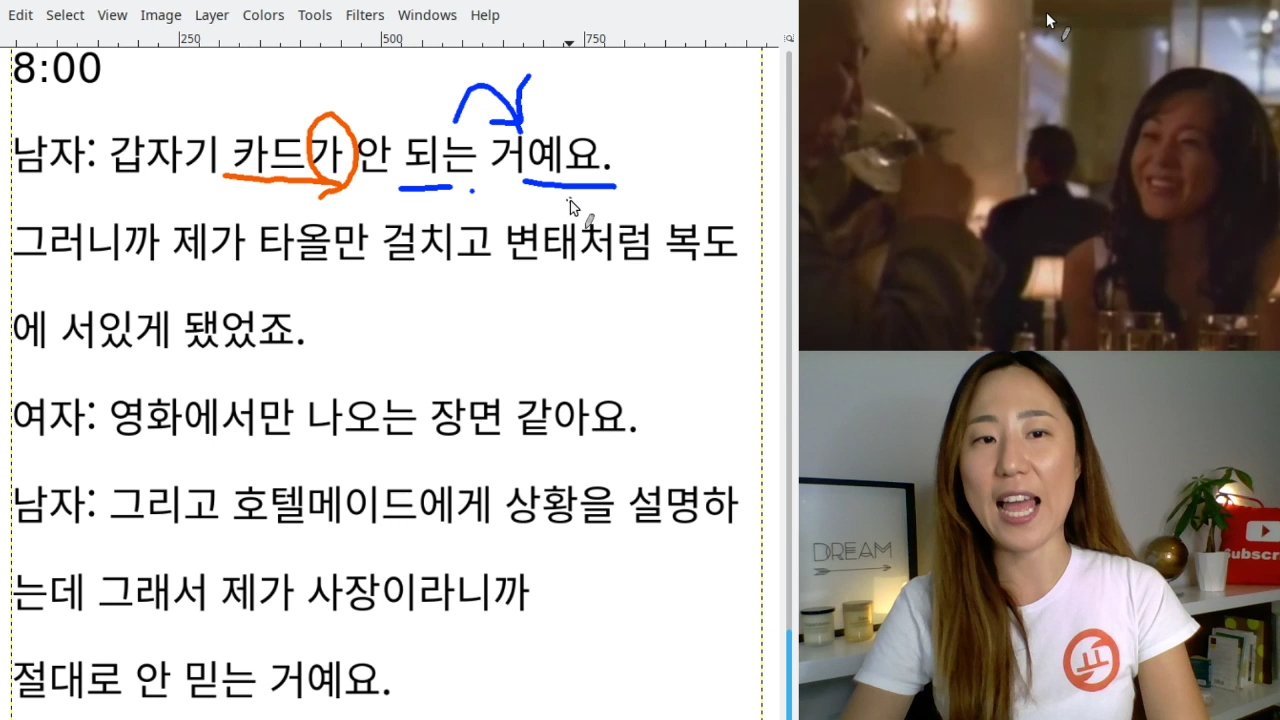 Edit Select View Image Layer Colors Tools Filters Windows Help
250 500 750
8:00
남자: 갑자기 카드가 안 되는 거예요.
그러니까 제가 타올만 걸치고 변태처럼 복도
에 서있게 됐었죠.
여자: 영화에서만 나오는 장면 같아요.
남자: 그리고 호텔메이드에게 상황을 설명하
는데 그래서 제가 사장이라니까
절대로 안 믿는 거예요.
DREAM
Subscr